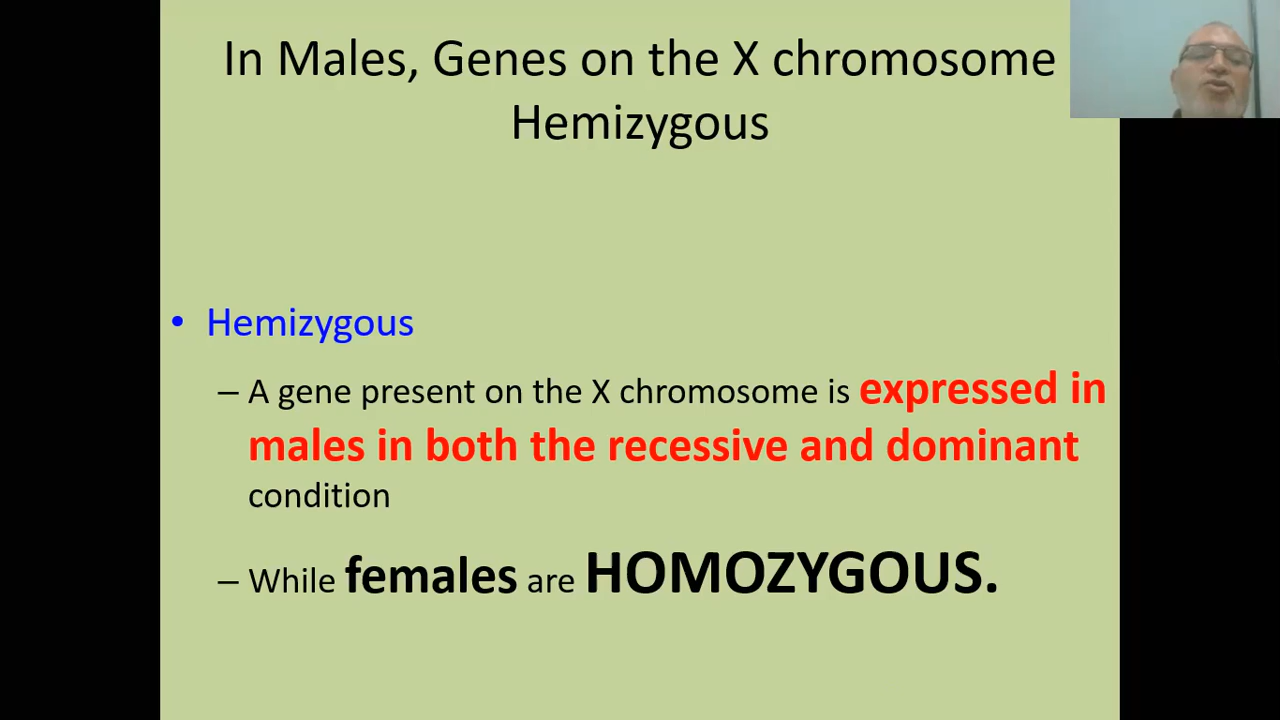 In Males, Genes on the X chromosome
Hemizygous
• Hemizygous
– A gene present on the X chromosome is expressed in
males in both the recessive and dominant
condition
– While females are HOMOZYGOUS.